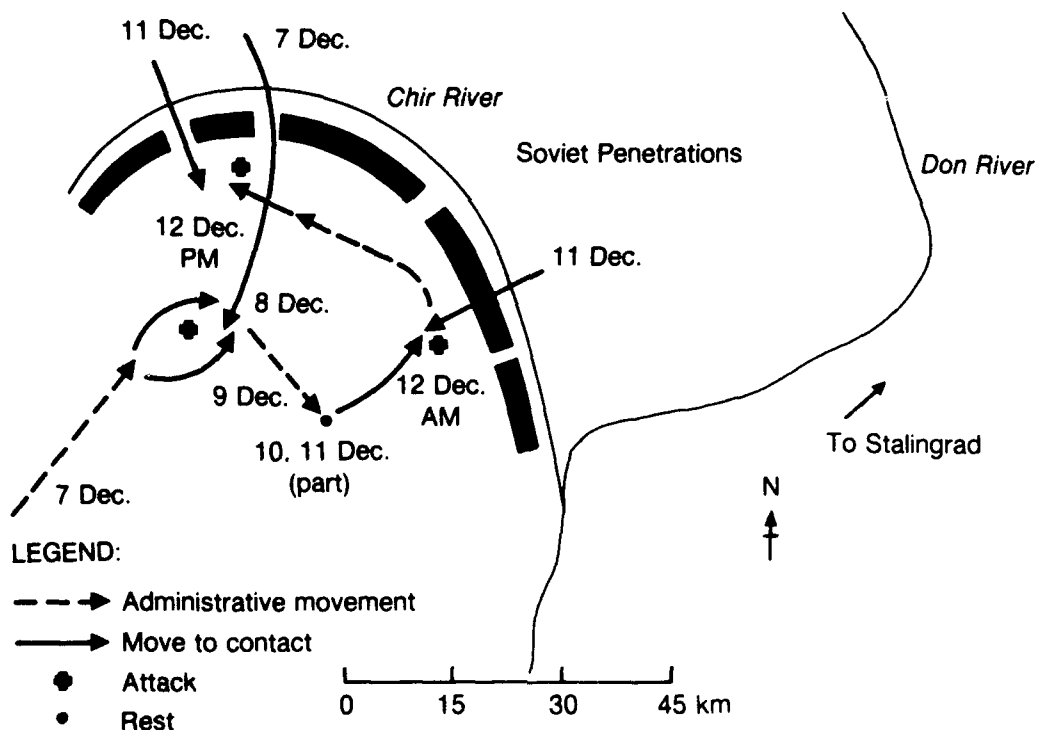 11 Dec.
7 Dec.
Chir River
Soviet Penetrations
Don River
12 Dec.
PM
11 Dec.
8 Dec.
9 Dec.
12 Dec.
AM
10, 11 Dec.
(part)
To Stalingrad
7 Dec.
N
LEGEND:
Administrative movement
Move to contact
Attack
Rest
0 15 30 45 km